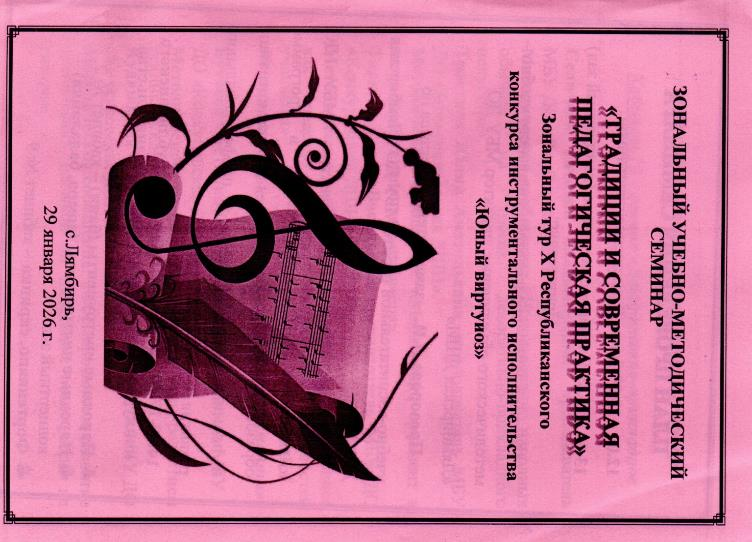 ЗОНАЛЬНЫЙ УЧЕБНО-МЕТОДИЧЕСКИЙ
СЕМИНАР
«ТРАДИЦИИ И СОВРЕМЕННАЯ
ПЕДАГОГИЧЕСКАЯ ПРАКТИКА»
Зональный тур X Республиканского
конкурса инструментального исполнительства
«Юный виртуоз»
с.Лямбирь,
29 января 2026 г.